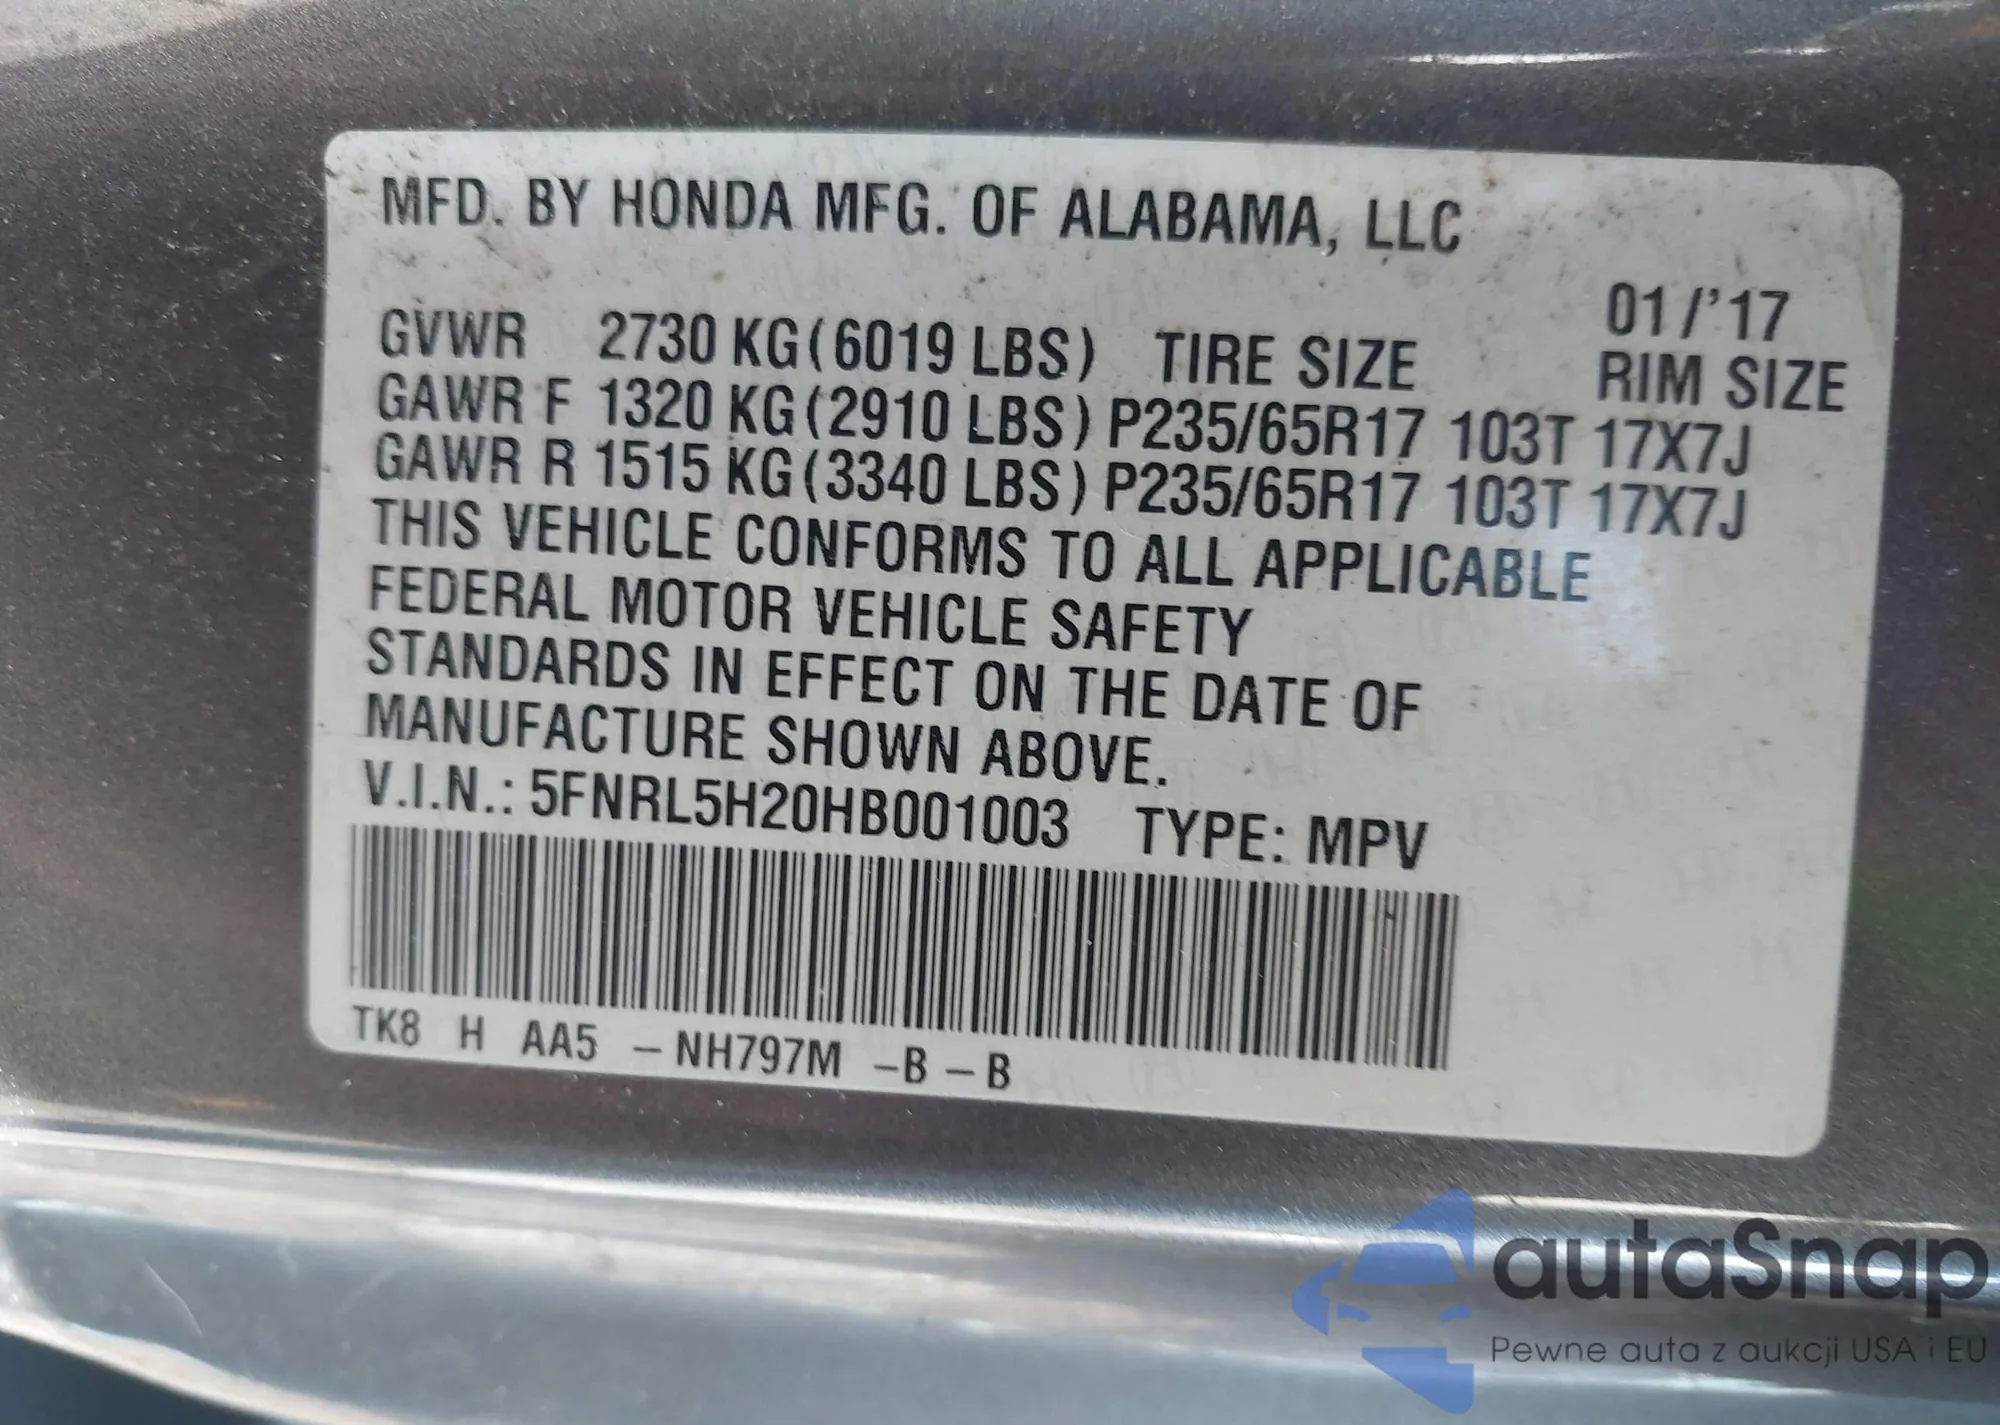 MFD. BY HONDA MFG. OF ALABAMA, LLC
01/'17
GVWR 2730 KG (6019 LBS) TIRE SIZE RIM SIZE
GAWR F 1320 KG (2910 LBS) P235/65R17 103T 17X7J
GAWR R 1515 KG (3340 LBS) P235/65R17 103T 17X7J
THIS VEHICLE CONFORMS TO ALL APPLICABLE
FEDERAL MOTOR VEHICLE SAFETY
STANDARDS IN EFFECT ON THE DATE OF
MANUFACTURE SHOWN ABOVE.
V.I.N.: 5FNRL5H20HB001003 TYPE: MPV
TK8 H AA5 – NH797M –B – B
autaSnap
Pewne auta z aukcji USA i EU